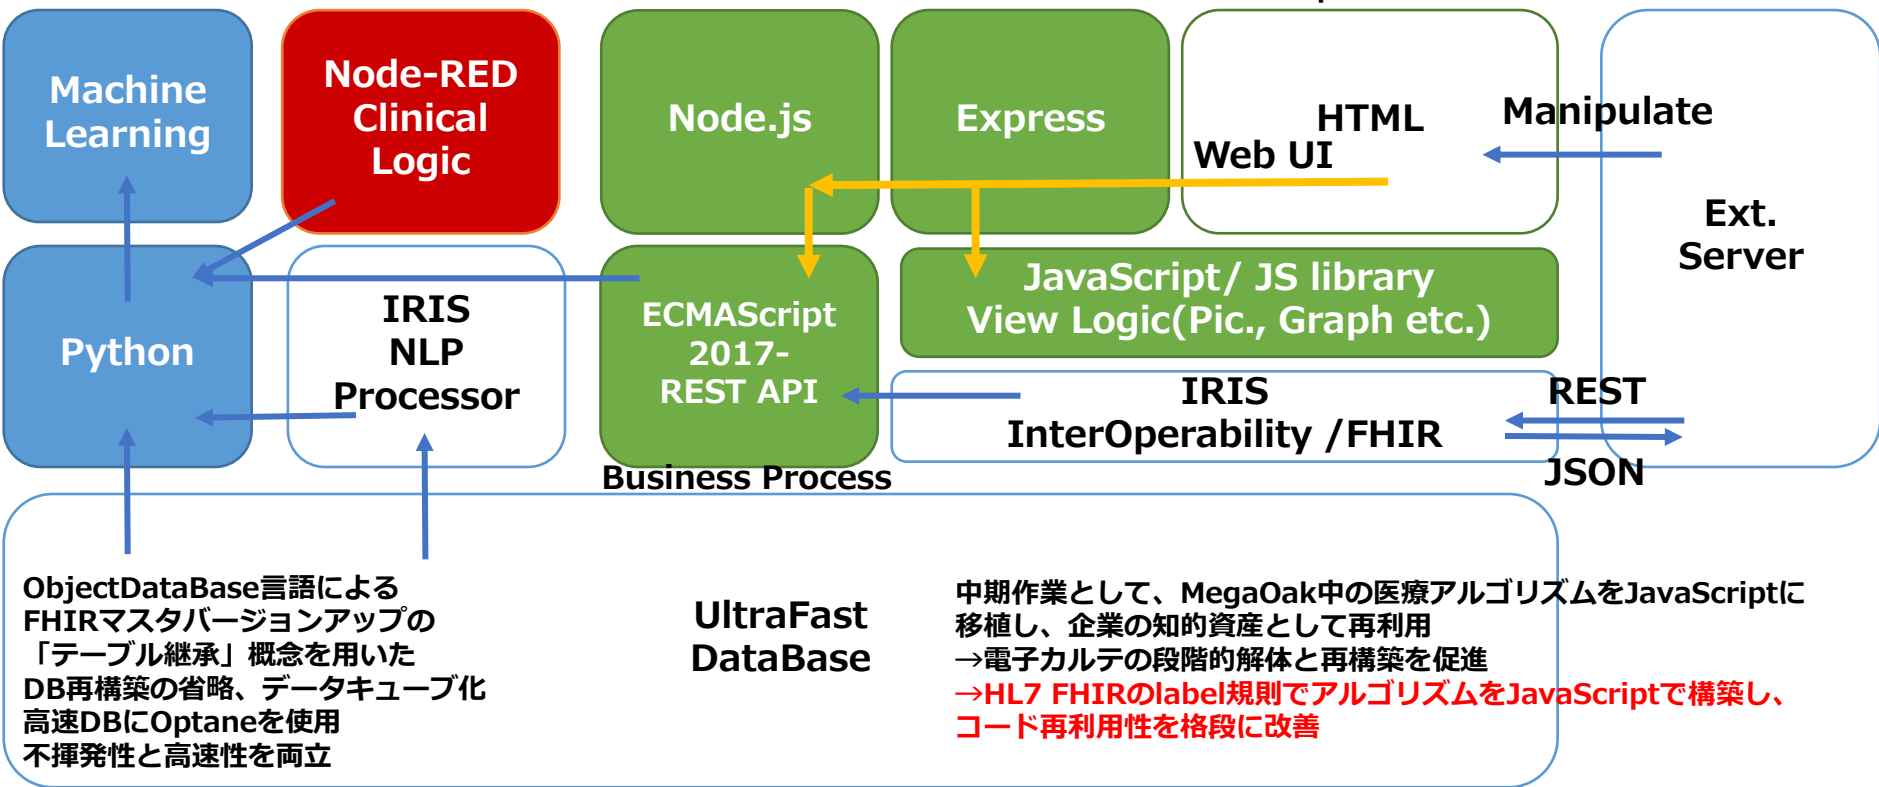 Machine
Learning
Node-RED
Clinical
Logic
Node.js
Express
HTML
Web UI
Manipulate
Ext.
Server
Python
IRIS
NLP
Processor
ECMAScript
2017-
REST API
JavaScript/ JS library
View Logic(Pic., Graph etc.)
IRIS
InterOperability /FHIR
REST
JSON
Business Process
ObjectDataBase言語による
FHIRマスタバージョンアップの
「テーブル継承」概念を用いた
DB再構築の省略、データキューブ化
高速DBにOptaneを使用
不揮発性と高速性を両立
UltraFast
DataBase
中期作業として、MegaOak中の医療アルゴリズムをJavaScriptに
移植し、企業の知的資産として再利用
→電子カルテの段階的解体と再構築を促進
→HL7 FHIRのlabel規則でアルゴリズムをJavaScriptで構築し、
コード再利用性を格段に改善